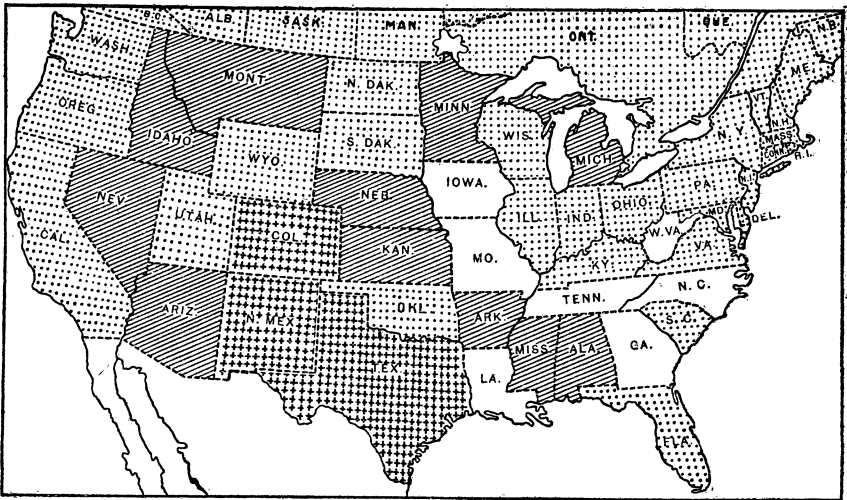 B.C.
ALB.
SASK.
MAN.
ONT.
QUE.
N.B.
WASH.
MONT.
N. DAK.
MINN.
ME.
VT.
N.H.
OREG.
IDAHO.
WYO.
S. DAK.
WIS.
MICH.
N. Y.
MASS.
CONN.
R. I.
NEV.
UTAH.
COL.
NEB.
IOWA.
ILL.
IND.
OHIO.
PA.
N.J.
MD.
DEL.
CAL.
KAN.
MO.
KY.
W. VA.
VA.
ARIZ.
N. MEX.
OKL.
ARK.
TENN.
N. C.
S. C.
TEX.
LA.
MISS.
ALA.
GA.
FLA.